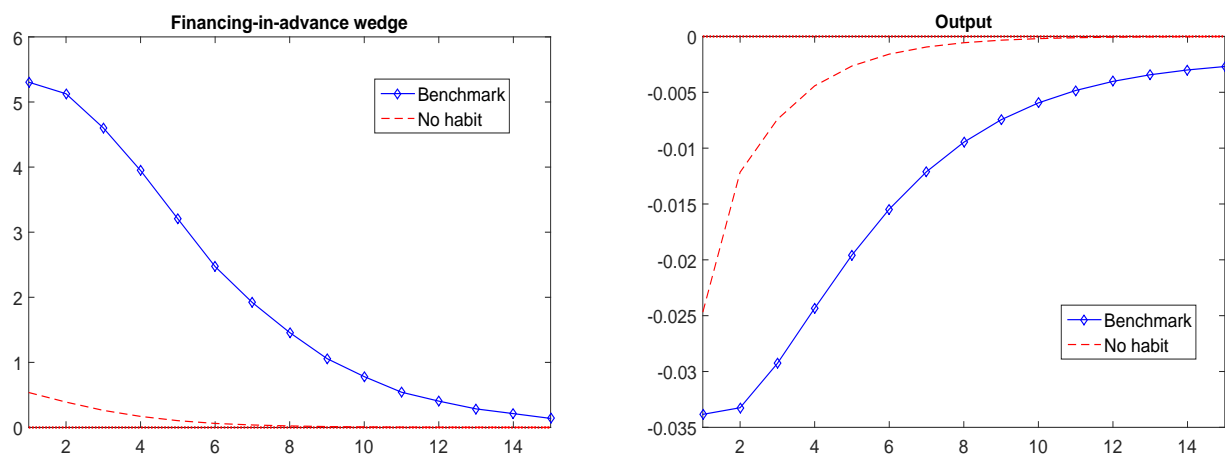 Financing-in-advance wedge
6
5
4
3
2
1
0
2 4 6 8 10 12 14
Benchmark
No habit
Output
0
-0.005
-0.01
-0.015
-0.02
-0.025
-0.03
-0.035
2 4 6 8 10 12 14
Benchmark
No habit